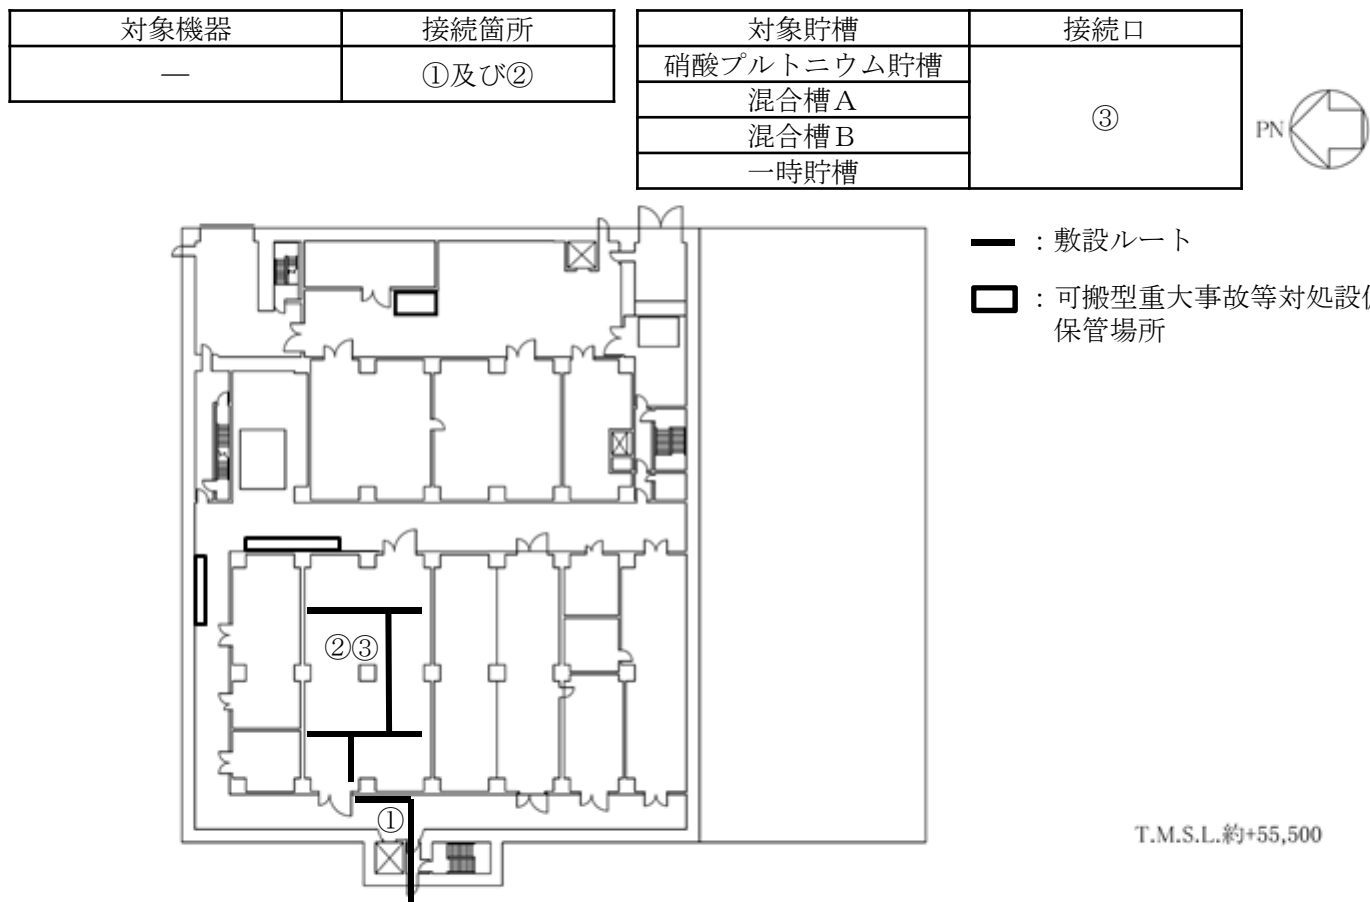 対象機器 接続箇所
― ①及び②
対象貯槽 接続口
硝酸プルトニウム貯槽
混合槽A
混合槽B
一時貯槽
③
PN
：敷設ルート
：可搬型重大事故等対処設
保管場所
②③
①
T.M.S.L.約+55,500